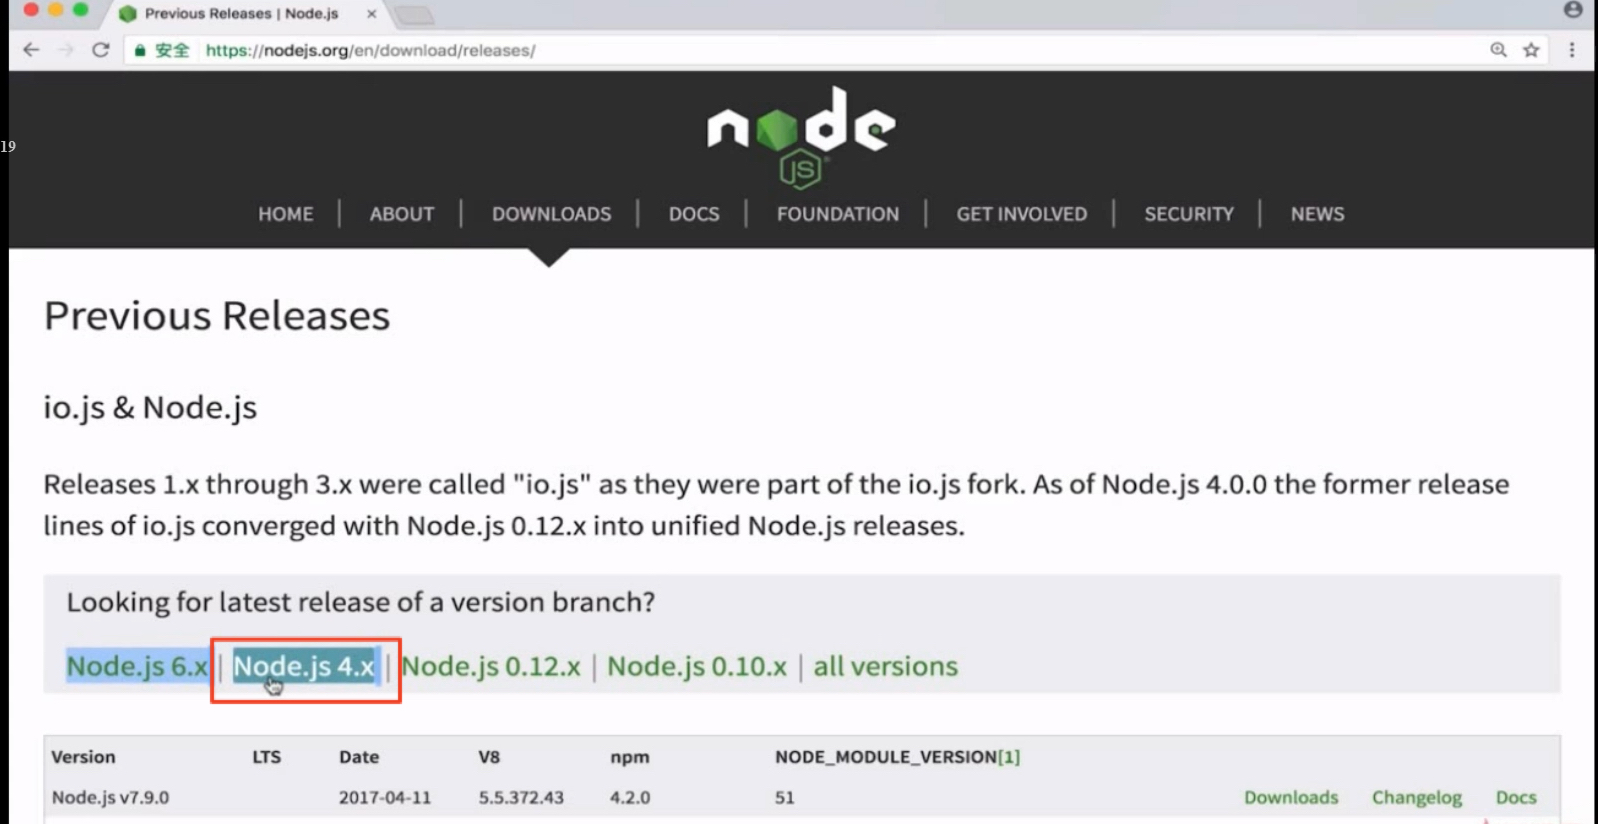 Previous Releases | Node.js ×
安全 https://nodejs.org/en/download/releases/
node
JS
19
HOME | ABOUT | DOWNLOADS | DOCS | FOUNDATION | GET INVOLVED | SECURITY | NEWS
Previous Releases
io.js & Node.js
Releases 1.x through 3.x were called "io.js" as they were part of the io.js fork. As of Node.js 4.0.0 the former release
lines of io.js converged with Node.js 0.12.x into unified Node.js releases.
Looking for latest release of a version branch?
Node.js 6.x | Node.js 4.x | Node.js 0.12.x | Node.js 0.10.x | all versions
Version LTS Date V8 npm NODE_MODULE_VERSION[1]
Node.js v7.9.0 2017-04-11 5.5.372.43 4.2.0 51 Downloads Changelog Docs